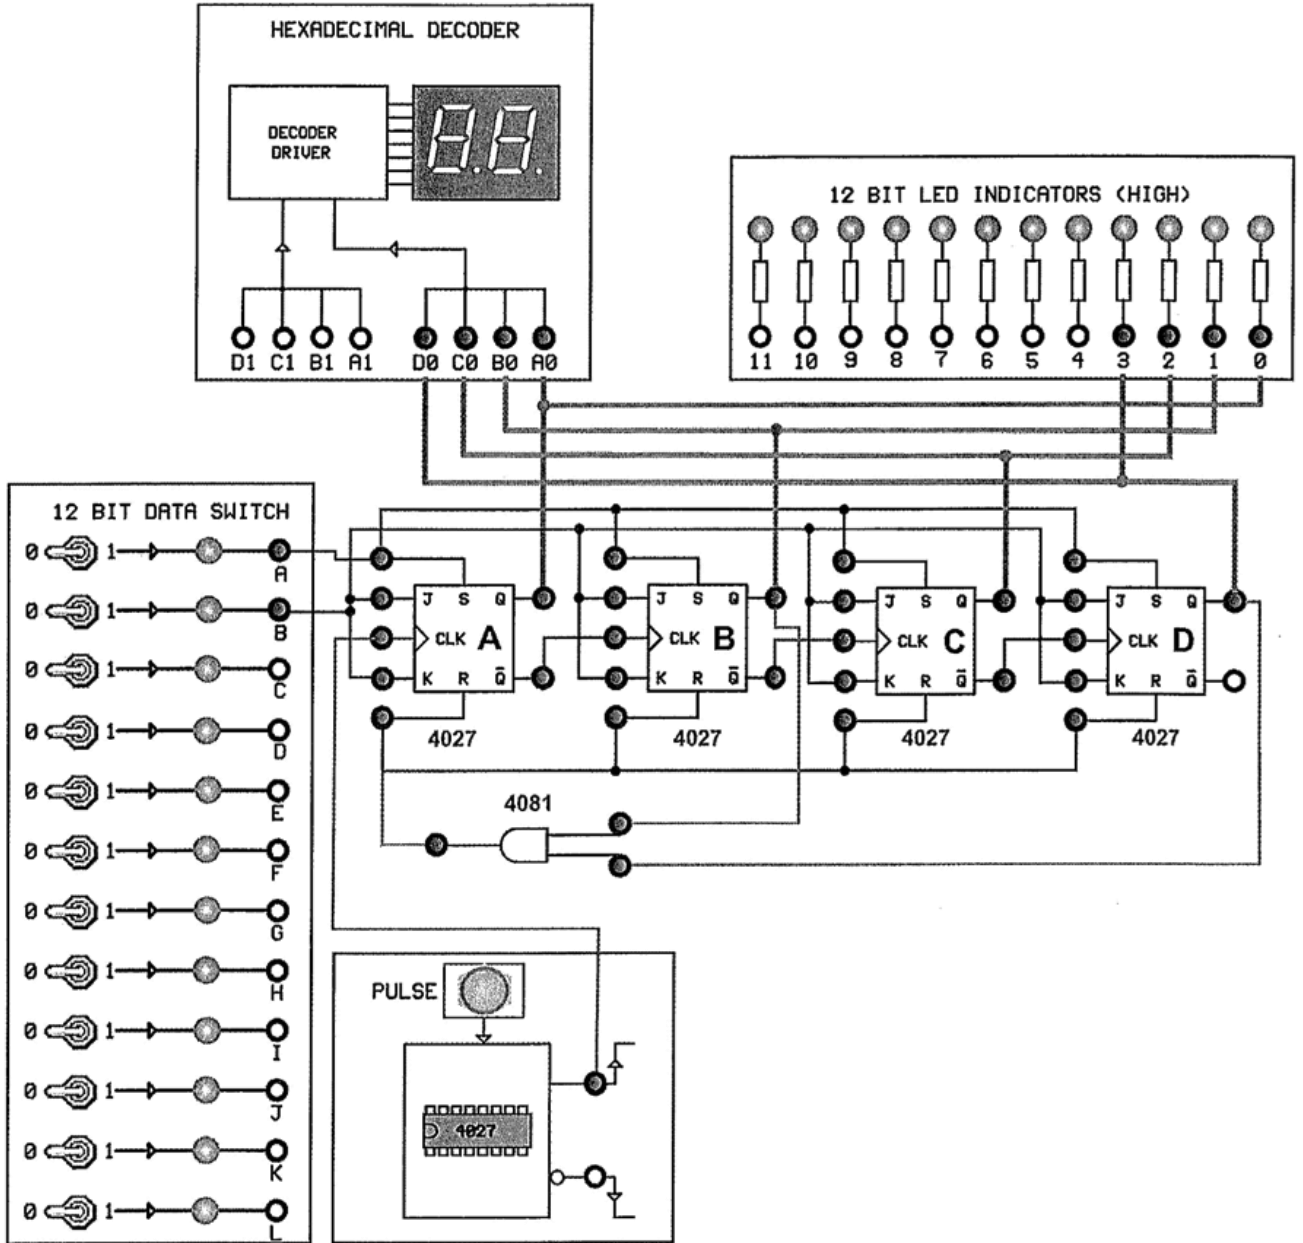 HEXADECIMAL DECODER
DECODER
DRIVER
8.8.
D1 C1 B1 A1 D0 C0 B0 A0
12 BIT LED INDICATORS (HIGH)
11 10 9 8 7 6 5 4 3 2 1 0
12 BIT DATA SWITCH
0 1 A
0 1 B
0 1 C
0 1 D
0 1 E
0 1 F
0 1 G
0 1 H
0 1 I
0 1 J
0 1 K
0 1 L
J S Q
CLK A
K R Q̅
4027
J S Q
CLK B
K R Q̅
4027
J S Q
CLK C
K R Q̅
4027
J S Q
CLK D
K R Q̅
4027
4081
PULSE
4027